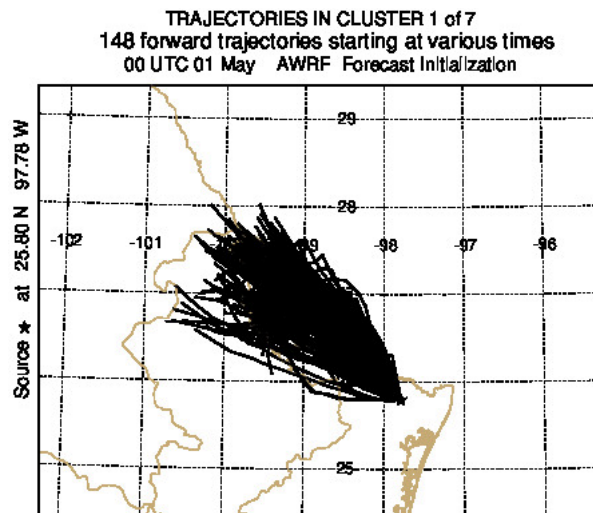 TRAJECTORIES IN CLUSTER 1 of 7
148 forward trajectories starting at various times
00 UTC 01 May AWRF Forecast Initialization
Source ★ at 25.80 N 97.78 W
29
28
-102 -101 -99 -98 -97 -96
25